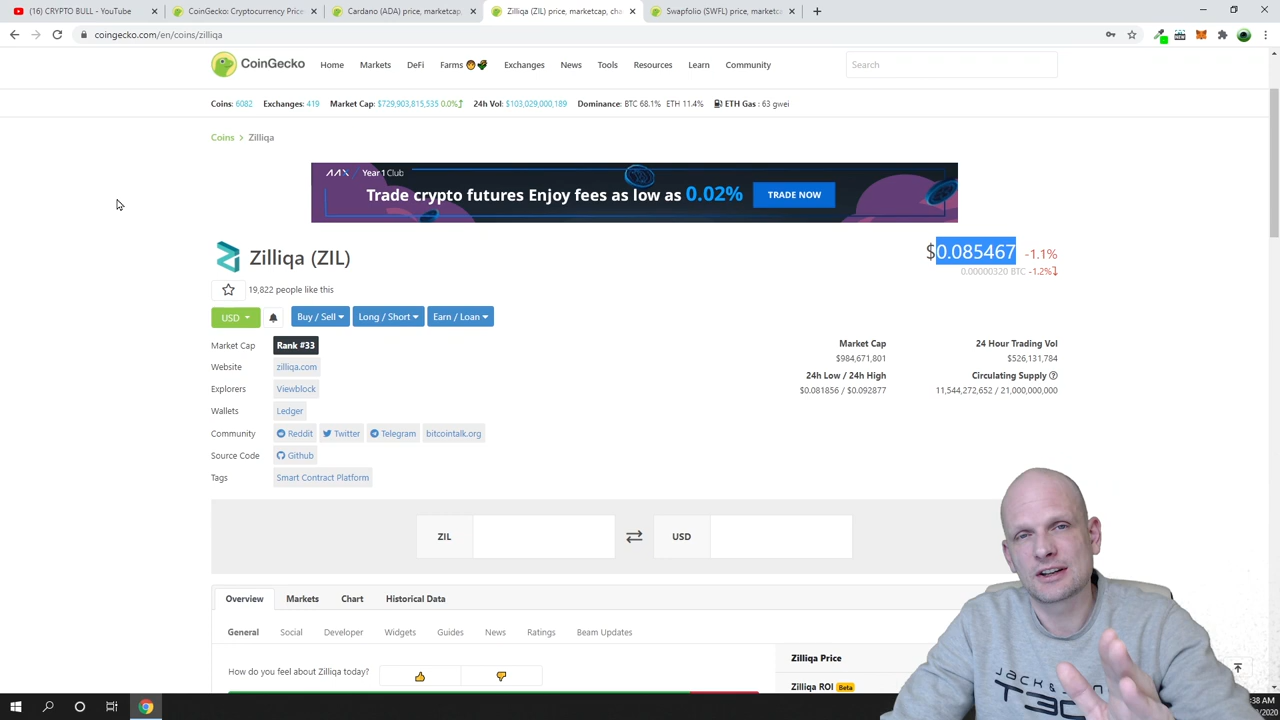 (16) CRYPTO BULL - YouTube
CoinGecko Cryptocurrency Price
Cardano (ADA) price, marketcap,
Zilliqa (ZIL) price, marketcap, cha
Swapfolio (SWFL) price, marketc
coingecko.com/en/coins/zilliqa
CoinGecko Home Markets DeFi Farms Exchanges News Tools Resources Learn Community Search
Coins: 6082 Exchanges: 419 Market Cap: $729,903,815,535 0.0% 24h Vol: $103,029,000,189 Dominance: BTC 68.1% ETH 11.4% ETH Gas : 63 gwei
Coins > Zilliqa
AAX Year 1 Club
Trade crypto futures Enjoy fees as low as 0.02% TRADE NOW
Zilliqa (ZIL) $0.085467 -1.1%
0.00000320 BTC -1.2%
19,822 people like this
USD Buy / Sell Long / Short Earn / Loan
Market Cap Rank #33
Website zilliqa.com
Explorers Viewblock
Wallets Ledger
Community Reddit Twitter Telegram bitcointalk.org
Source Code Github
Tags Smart Contract Platform
Market Cap 24 Hour Trading Vol
$984,671,801 $526,131,784
24h Low / 24h High Circulating Supply
$0.081856 / $0.092877 11,544,272,652 / 21,000,000,000
ZIL USD
Overview Markets Chart Historical Data
General Social Developer Widgets Guides News Ratings Beam Updates
How do you feel about Zilliqa today?
Zilliqa Price
Zilliqa ROI Beta
JACK &
:38 AM
/2020